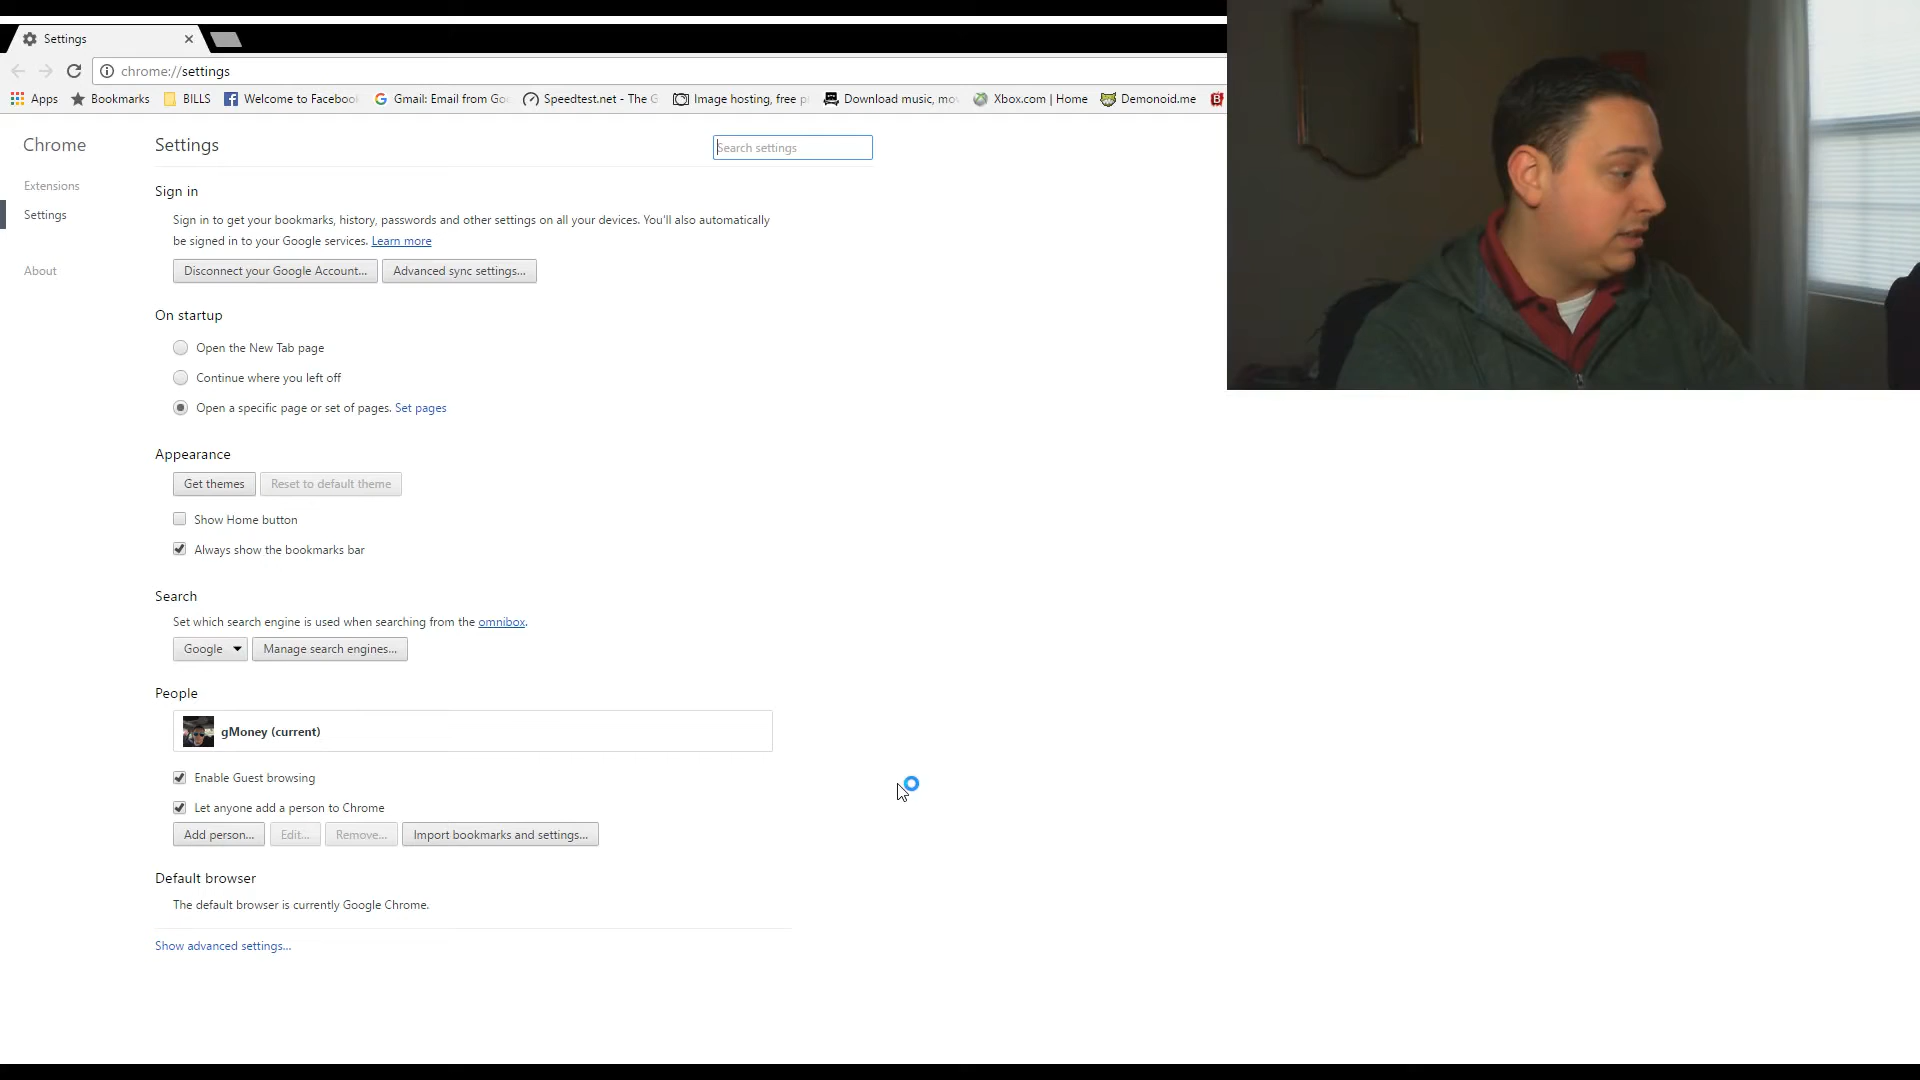 Settings
chrome://settings
Apps Bookmarks BILLS Welcome to Faceboo Gmail: Email from Go Speedtest.net - The G Image hosting, free p Download music, mo Xbox.com | Home Demonoid.me
Chrome
Settings
Search settings
Extensions
Settings
About
Sign in
Sign in to get your bookmarks, history, passwords and other settings on all your devices. You'll also automatically
be signed in to your Google services. Learn more
Disconnect your Google Account... Advanced sync settings...
On startup
Open the New Tab page
Continue where you left off
Open a specific page or set of pages. Set pages
Appearance
Get themes Reset to default theme
Show Home button
Always show the bookmarks bar
Search
Set which search engine is used when searching from the omnibox.
Google Manage search engines...
People
gMoney (current)
Enable Guest browsing
Let anyone add a person to Chrome
Add person... Edit... Remove... Import bookmarks and settings...
Default browser
The default browser is currently Google Chrome.
Show advanced settings...